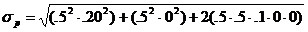 σₚ = √(.5² · .20²) + (.5² · 0²) + 2(.5 · .5 · .1 · 0 · 0)